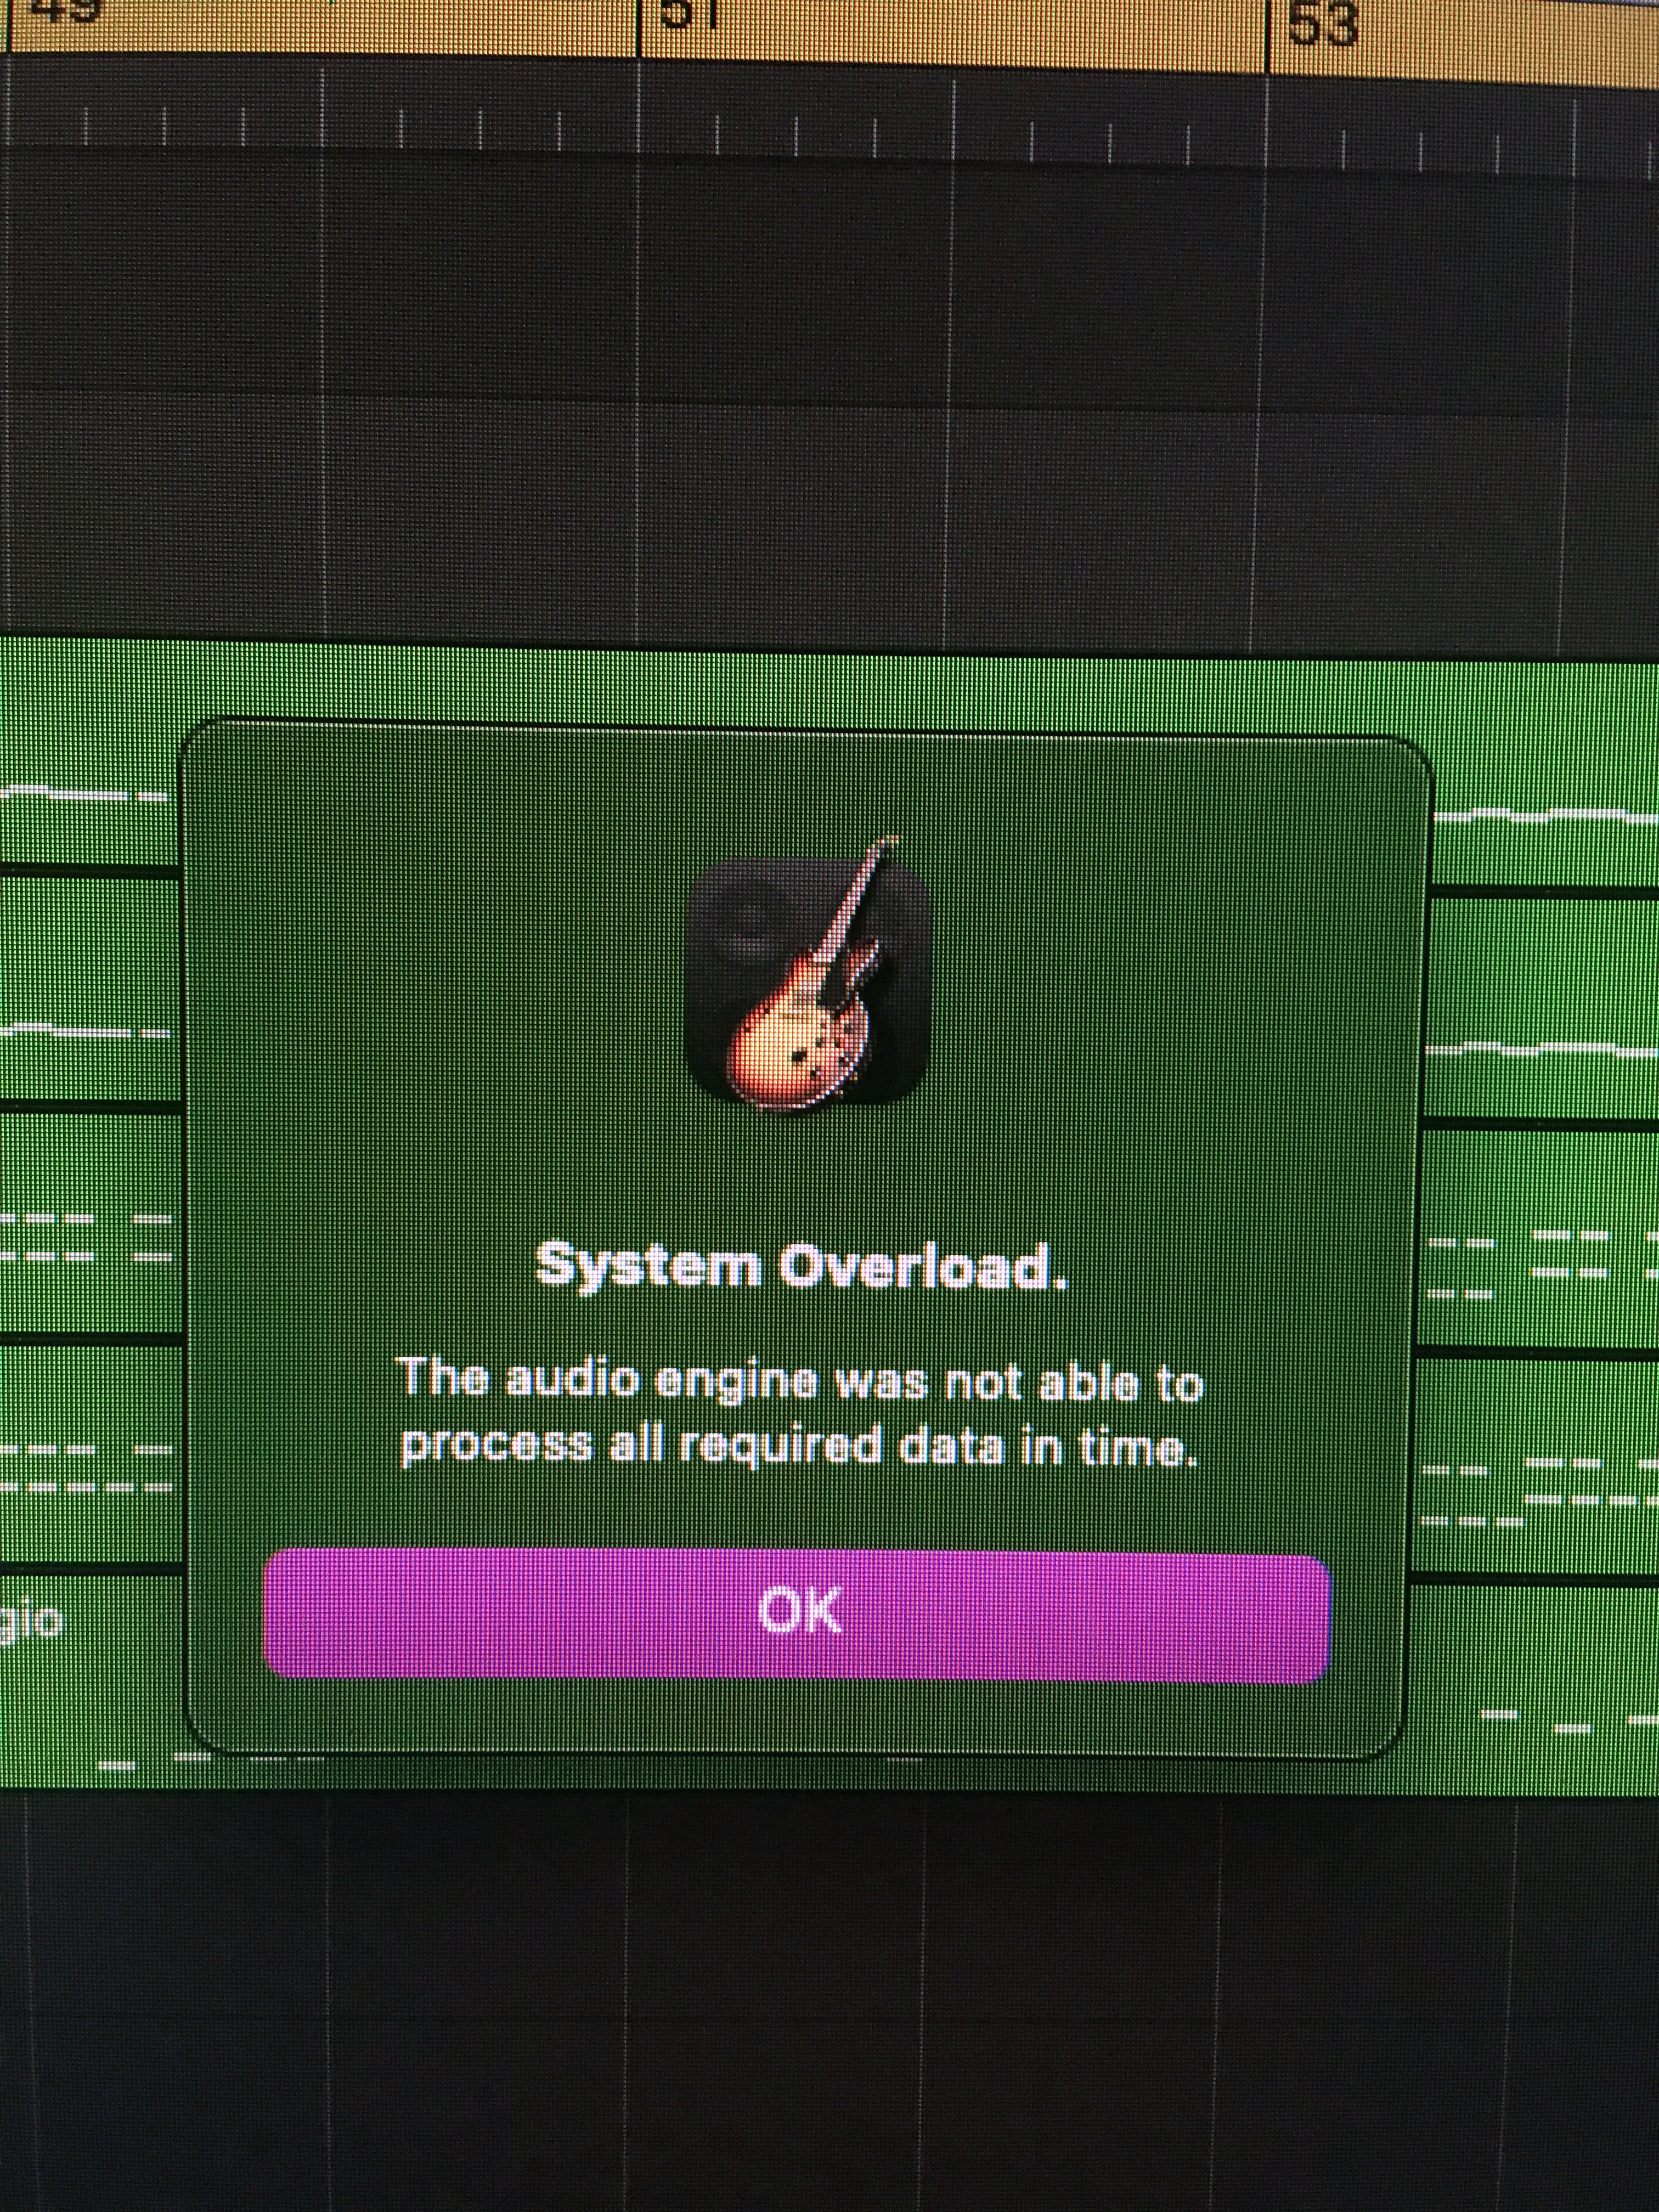 49
51
53
System Overload.
The audio engine was not able to
process all required data in time.
OK
gio